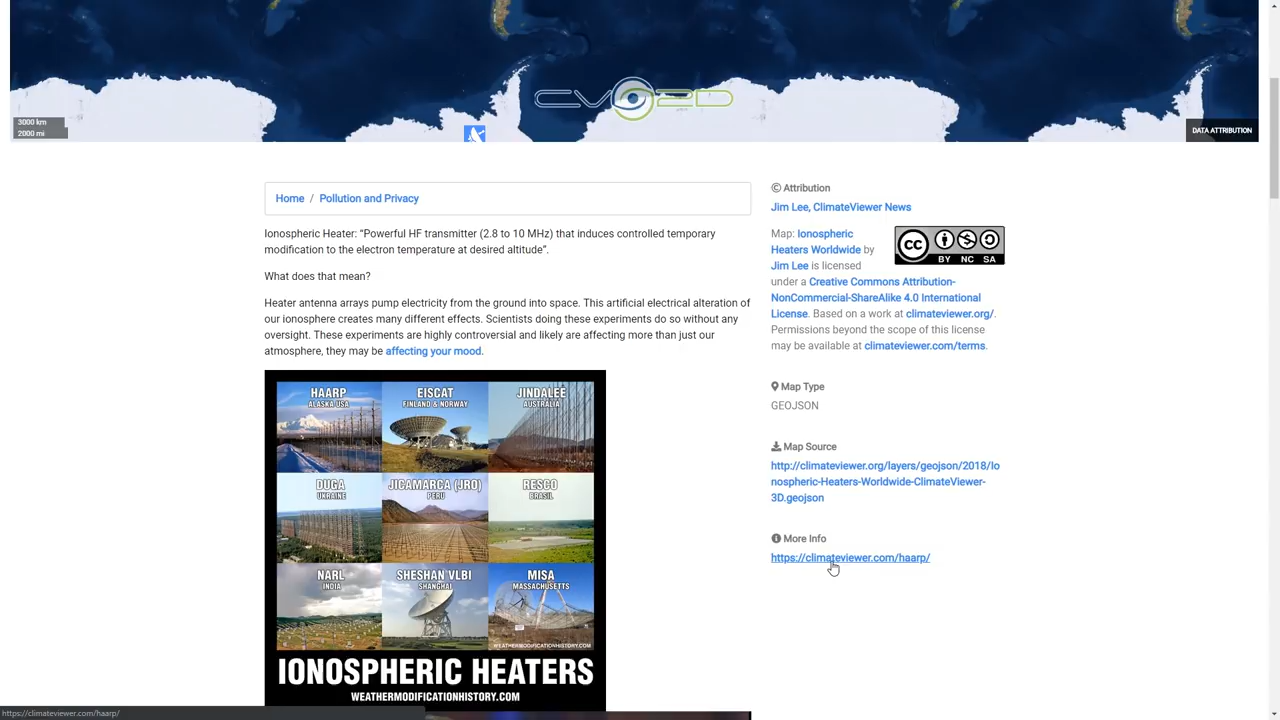 3000 km
2000 mi
CV 2D
DATA ATTRIBUTION
Home / Pollution and Privacy
Ionospheric Heater: “Powerful HF transmitter (2.8 to 10 MHz) that induces controlled temporary
modification to the electron temperature at desired altitude”.
What does that mean?
Heater antenna arrays pump electricity from the ground into space. This artificial electrical alteration of
our ionosphere creates many different effects. Scientists doing these experiments do so without any
oversight. These experiments are highly controversial and likely are affecting more than just our
atmosphere, they may be affecting your mood.
HAARP
ALASKA USA
EISCAT
FINLAND & NORWAY
JINDALEE
AUSTRALIA
DUGA
UKRAINE
JICAMARCA (JRO)
PERU
RESCO
BRASIL
NARL
INDIA
SHESHAN VLBI
SHANGHAI
MISA
MASSACHUSETTS
WEATHERMODIFICATIONHISTORY.COM
IONOSPHERIC HEATERS
WEATHERMODIFICATIONHISTORY.COM
Attribution
Jim Lee, ClimateViewer News
Map: Ionospheric
Heaters Worldwide by
Jim Lee is licensed
under a Creative Commons Attribution-
NonCommercial-ShareAlike 4.0 International
License. Based on a work at climateviewer.org/.
Permissions beyond the scope of this license
may be available at climateviewer.com/terms.
cc
BY NC SA
Map Type
GEOJSON
Map Source
http://climateviewer.org/layers/geojson/2018/Io
nospheric-Heaters-Worldwide-ClimateViewer-
3D.geojson
More Info
https://climateviewer.com/haarp/
https://climateviewer.com/haarp/